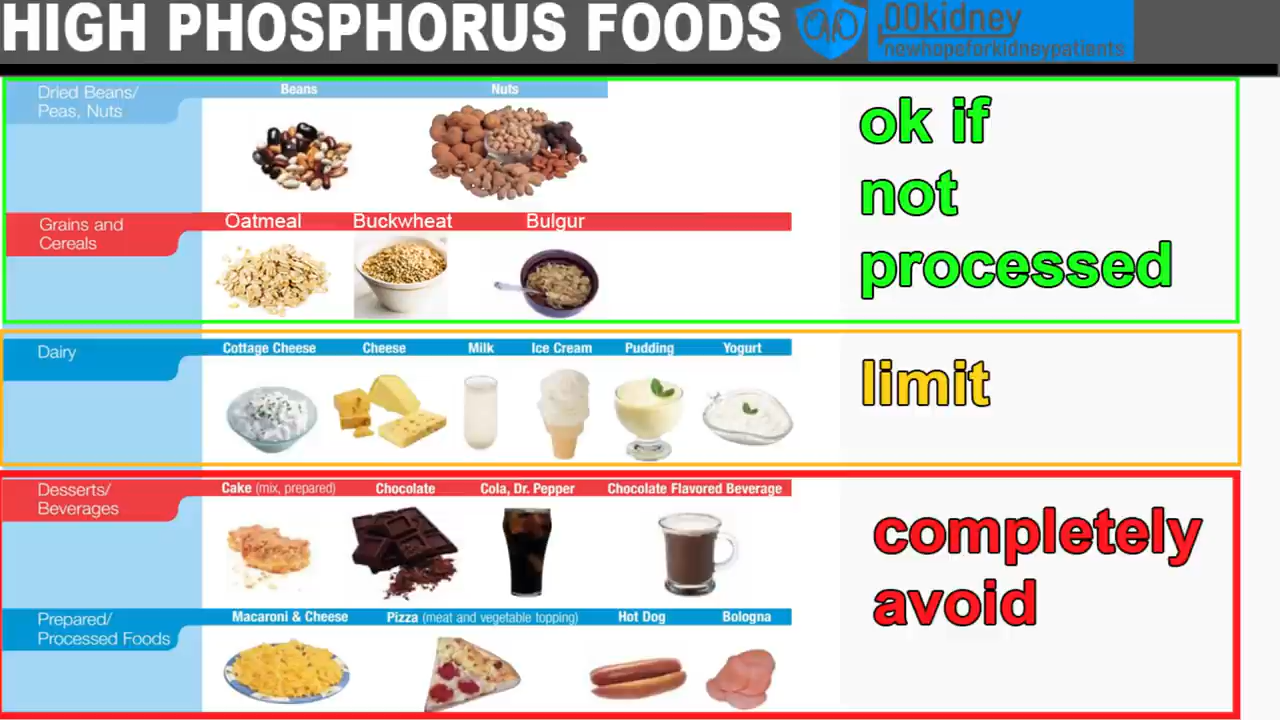 HIGH PHOSPHORUS FOODS
00kidney
newhopeforkidneypatients
Dried Beans/
Peas, Nuts
Beans
Nuts
ok if
not
processed
Grains and
Cereals
Oatmeal
Buckwheat
Bulgur
Dairy
Cottage Cheese
Cheese
Milk
Ice Cream
Pudding
Yogurt
limit
Desserts/
Beverages
Cake (mix, prepared)
Chocolate
Cola, Dr. Pepper
Chocolate Flavored Beverage
completely
avoid
Prepared/
Processed Foods
Macaroni & Cheese
Pizza (meat and vegetable topping)
Hot Dog
Bologna